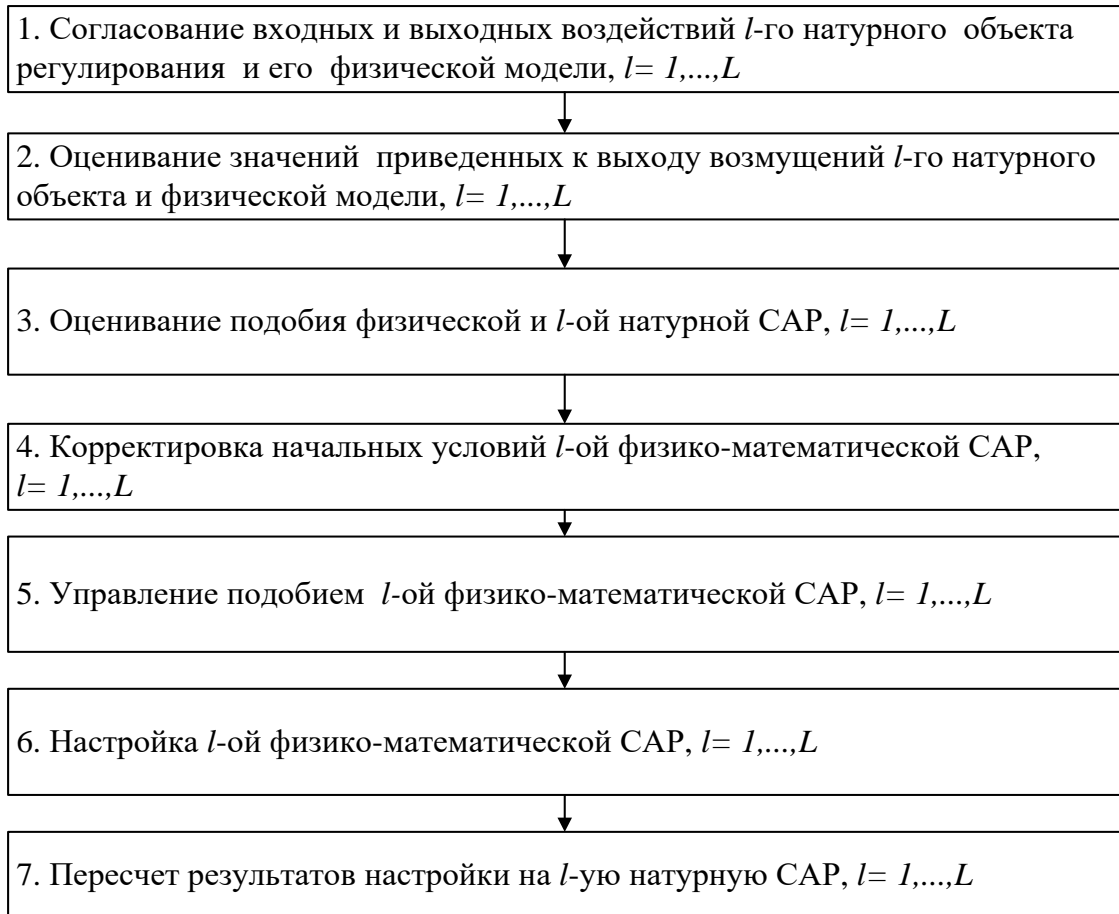 1. Согласование входных и выходных воздействий l-го натурного объекта
регулирования и его физической модели, l= 1,...,L
2. Оценивание значений приведенных к выходу возмущений l-го натурного
объекта и физической модели, l= 1,...,L
3. Оценивание подобия физической и l-ой натурной САР, l= 1,...,L
4. Корректировка начальных условий l-ой физико-математической САР,
l= 1,...,L
5. Управление подобием l-ой физико-математической САР, l= 1,...,L
6. Настройка l-ой физико-математической САР, l= 1,...,L
7. Пересчет результатов настройки на l-ую натурную САР, l= 1,...,L